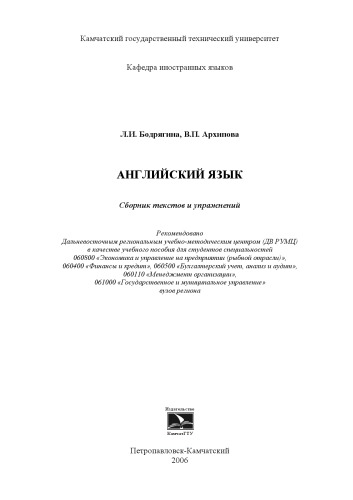 Камчатский государственный технический университет
Кафедра иностранных языков
Л.И. Бодрягина, В.П. Архипова
АНГЛИЙСКИЙ ЯЗЫК
Сборник текстов и упражнений
Рекомендовано
Дальневосточным региональным учебно-методическим центром (ДВ РУМЦ)
в качестве учебного пособия для студентов специальностей
060800 «Экономика и управление на предприятии (рыбной отрасли)»,
060400 «Финансы и кредит», 060500 «Бухгалтерский учет, анализ и аудит»,
060110 «Менеджмент организации»,
061000 «Государственное и муниципальное управление»
вузов региона
Издательство
КамчатГТУ
Петропавловск-Камчатский
2006